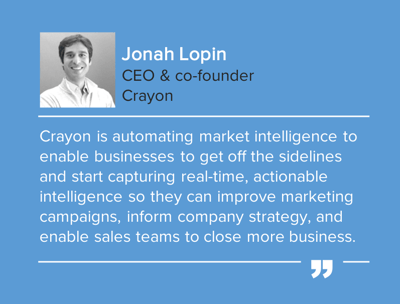 Jonah Lopin
CEO & co-founder
Crayon
Crayon is automating market intelligence to
enable businesses to get off the sidelines
and start capturing real-time, actionable
intelligence so they can improve marketing
campaigns, inform company strategy, and
enable sales teams to close more business.
”